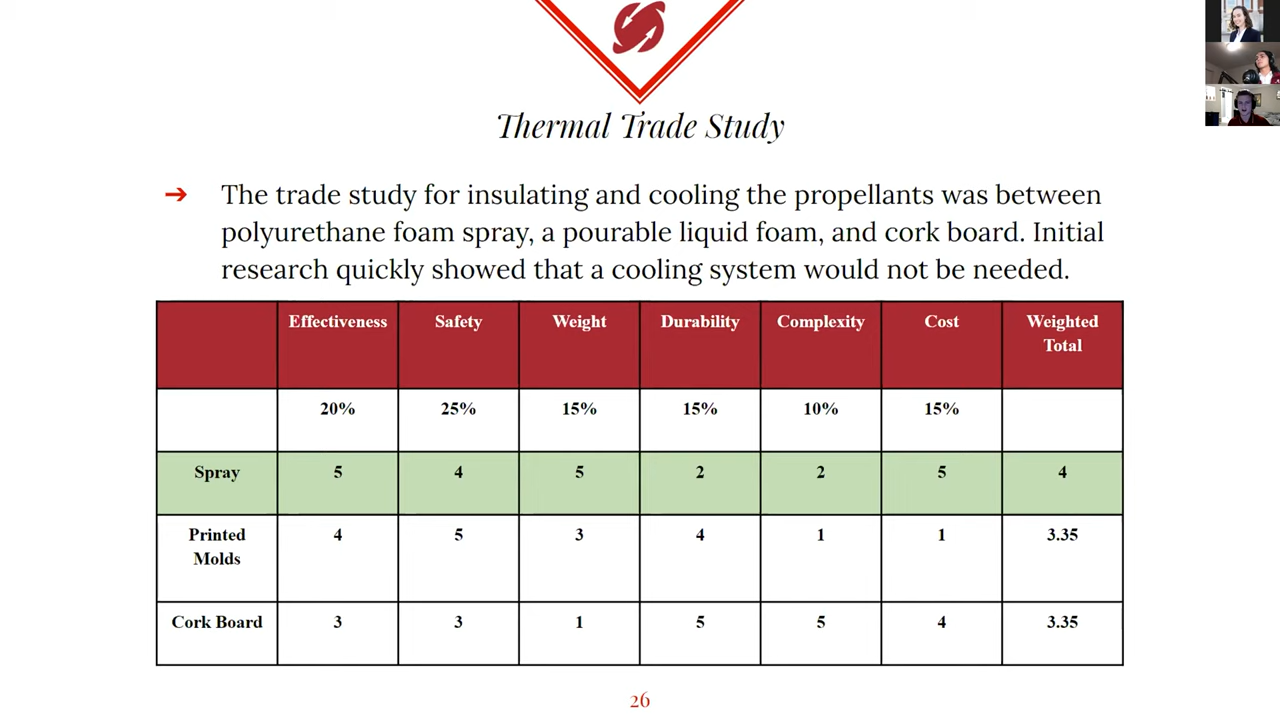 Thermal Trade Study
➔ The trade study for insulating and cooling the propellants was between
polyurethane foam spray, a pourable liquid foam, and cork board. Initial
research quickly showed that a cooling system would not be needed.
Effectiveness Safety Weight Durability Complexity Cost Weighted
Total
20% 25% 15% 15% 10% 15%
Spray 5 4 5 2 2 5 4
Printed 4 5 3 4 1 1 3.35
Molds
Cork Board 3 3 1 5 5 4 3.35
26